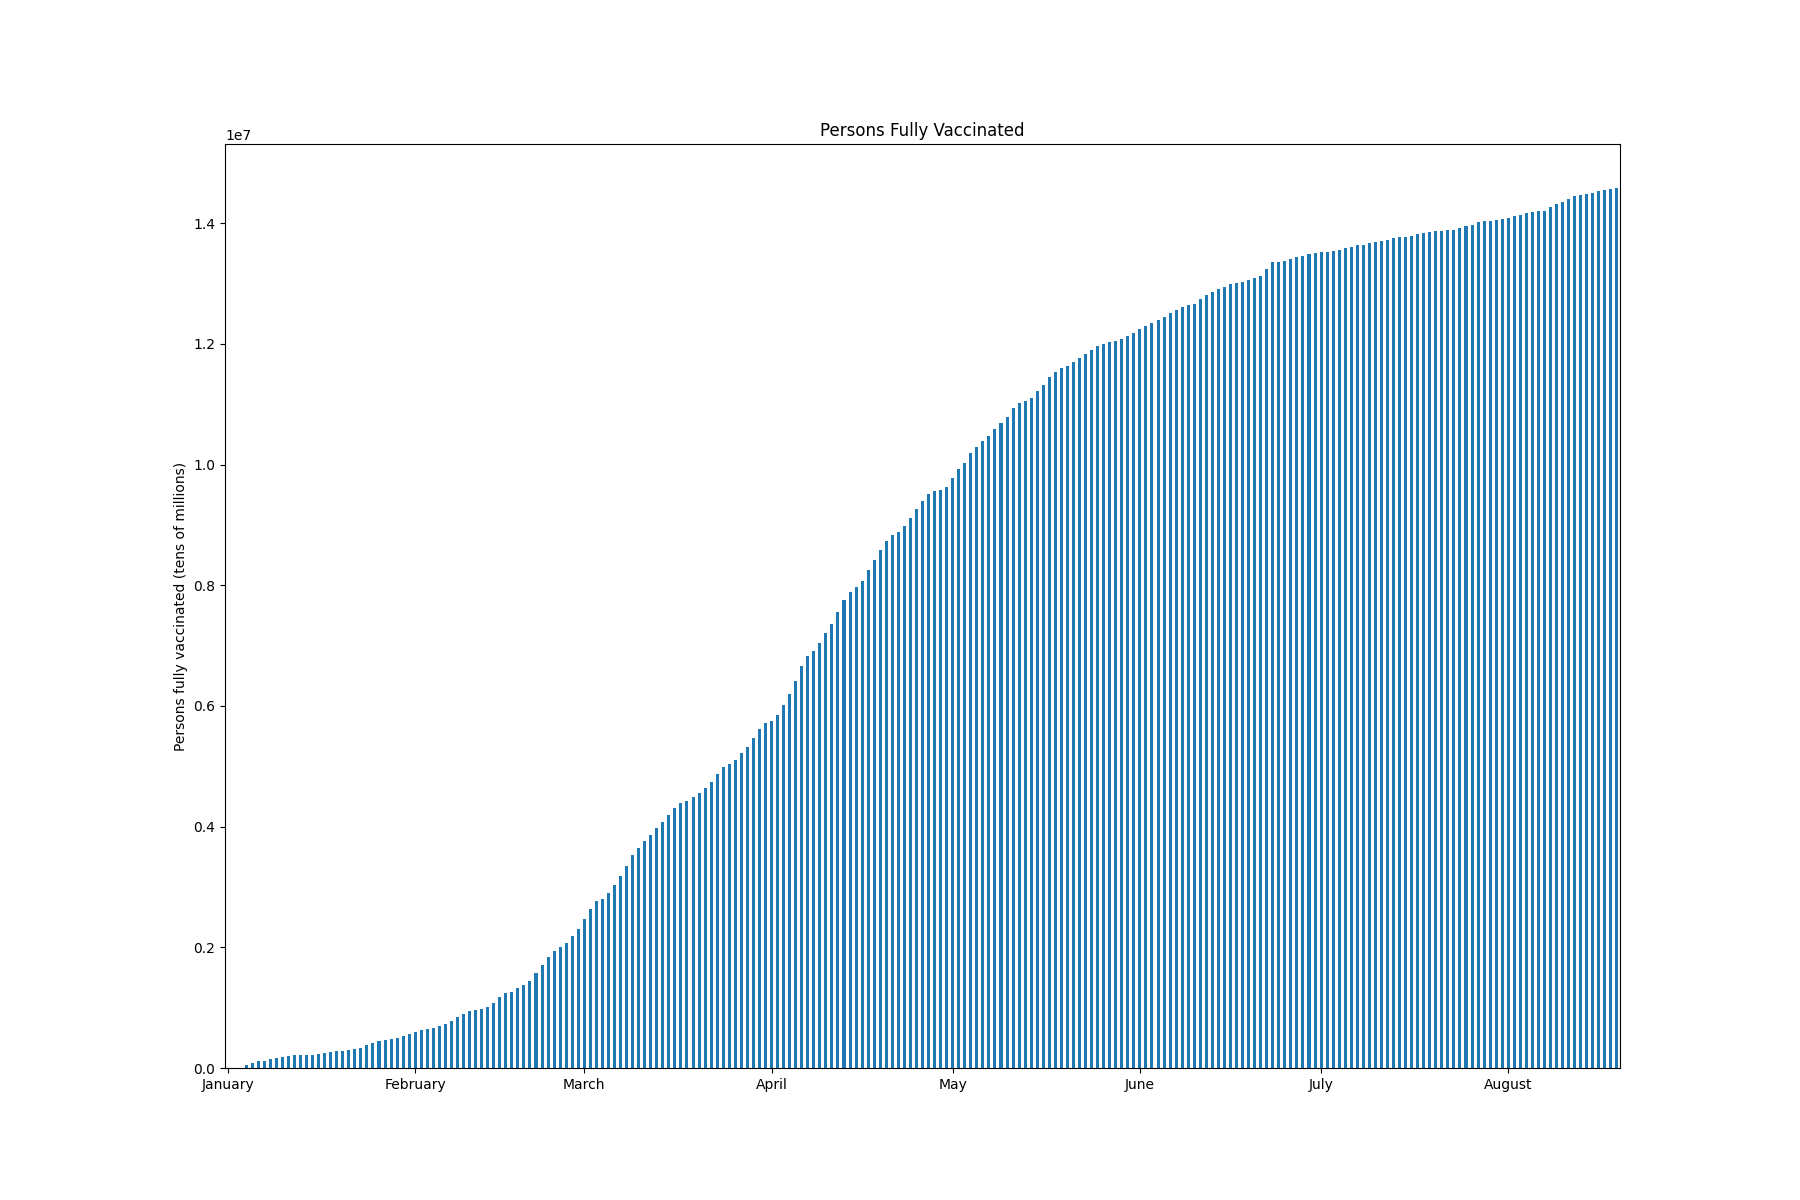 Persons Fully Vaccinated
1e7
1.4
1.2
1.0
0.8
0.6
0.4
0.2
0.0
Persons fully vaccinated (tens of millions)
January February March April May June July August